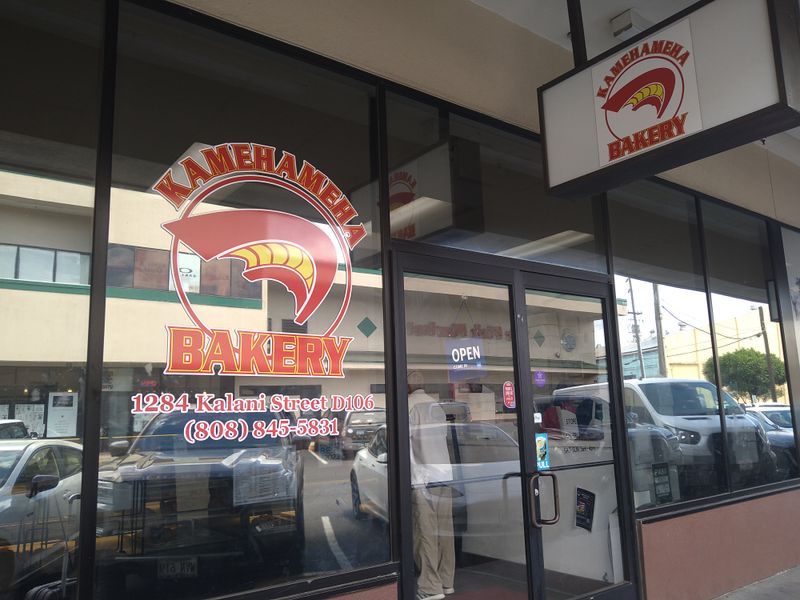 KAMEHAMEHA
BAKERY
KAMEHAMEHA
BAKERY
1284 Kalani Street D106
(808) 845-5831
OPEN